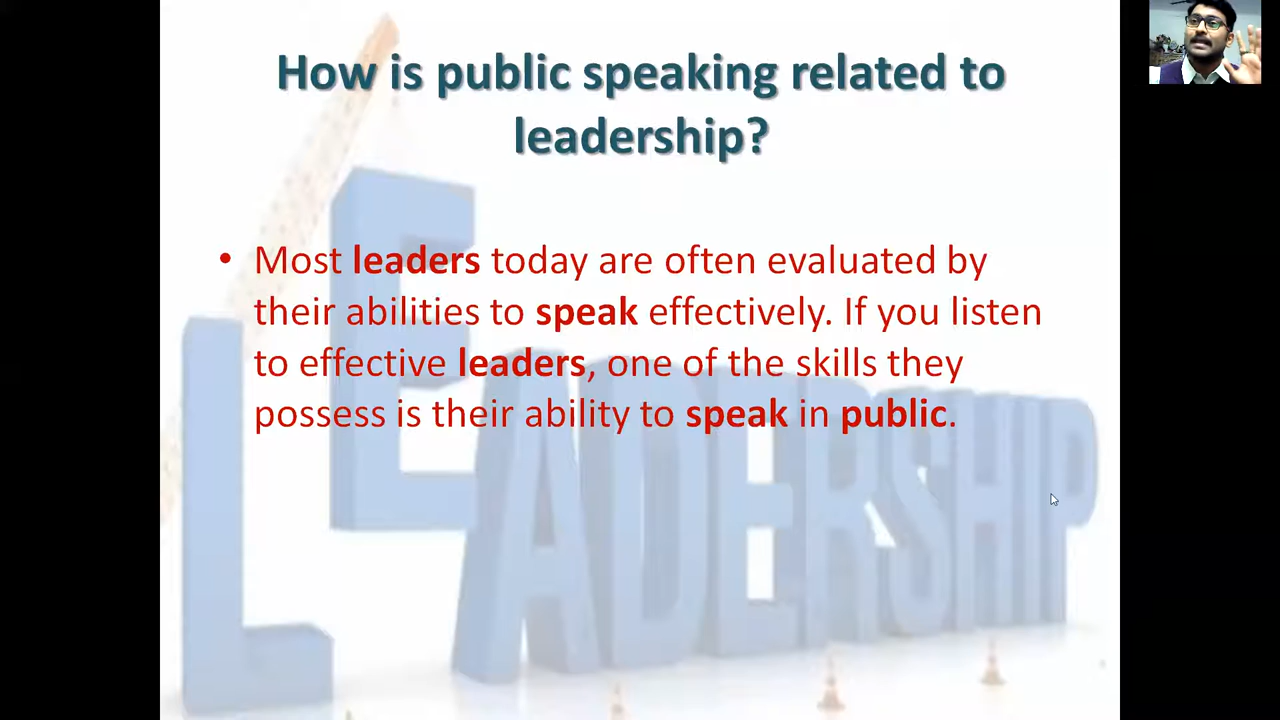 How is public speaking related to
leadership?
• Most leaders today are often evaluated by
their abilities to speak effectively. If you listen
to effective leaders, one of the skills they
possess is their ability to speak in public.
LEADERSHIP